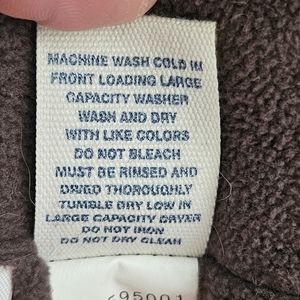 MACHINE WASH COLD IN
FRONT LOADING LARGE
CAPACITY WASHER
WASH AND DRY
WITH LIKE COLORS
DO NOT BLEACH
MUST BE RINSED AND
DRIED THOROUGHLY
TUMBLE DRY LOW IN
LARGE CAPACITY DRYER
DO NOT IRON
DO NOT DRY CLEAN
95001